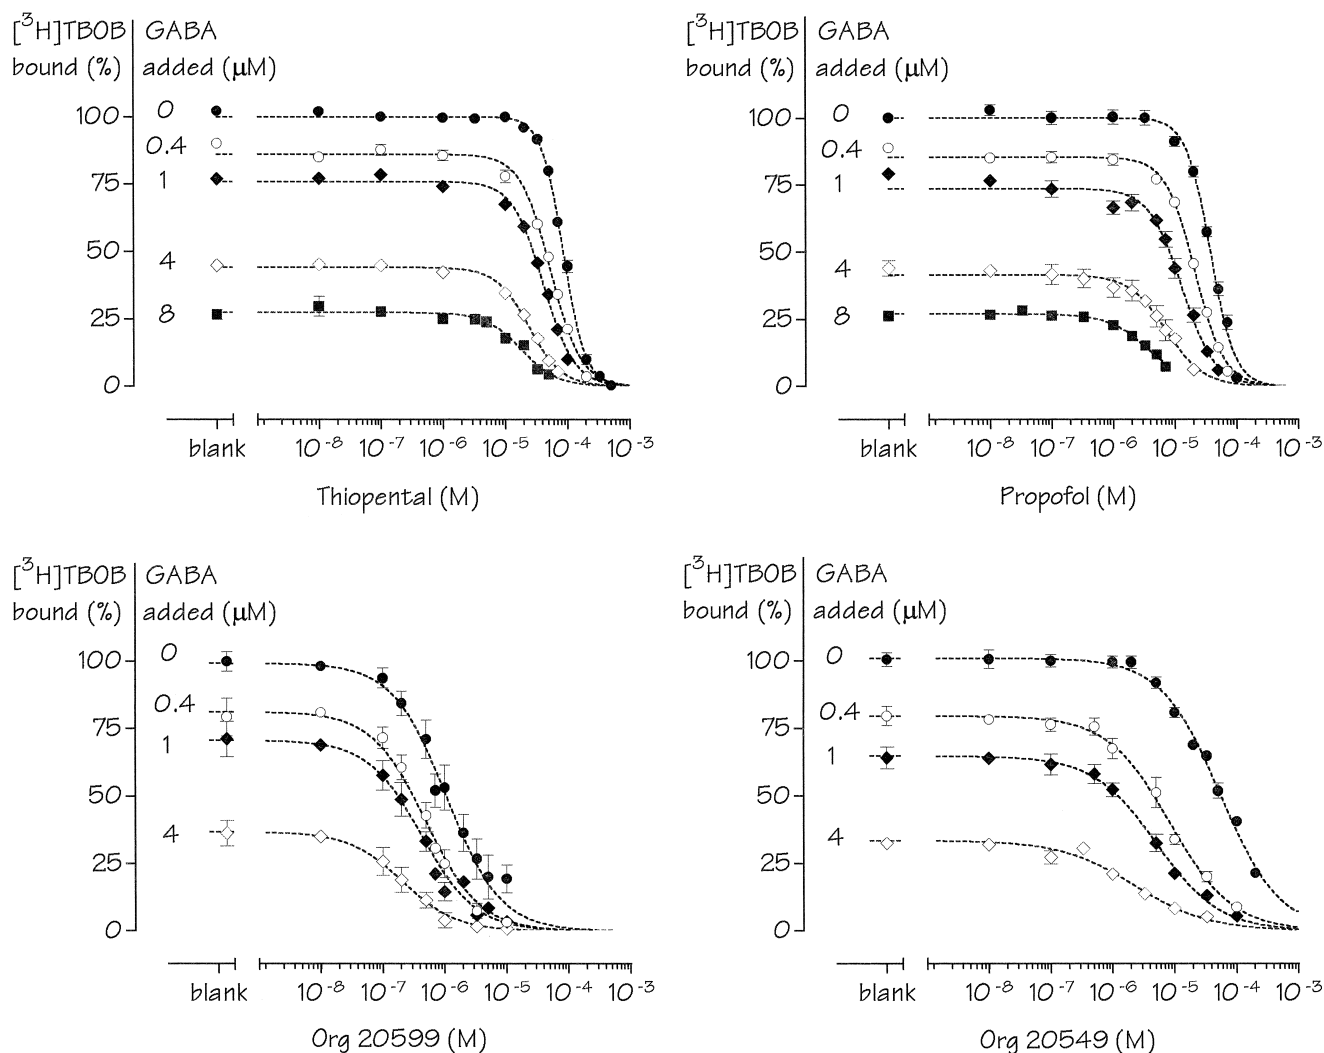 [³H]TBOB GABA
bound (%) added (μM)
100 0
0.4
75 1
50
4
25 8
0
blank 10⁻⁸ 10⁻⁷ 10⁻⁶ 10⁻⁵ 10⁻⁴ 10⁻³
Thiopental (M)
[³H]TBOB GABA
bound (%) added (μM)
100 0
0.4
75 1
50
4
25 8
0
blank 10⁻⁸ 10⁻⁷ 10⁻⁶ 10⁻⁵ 10⁻⁴ 10⁻³
Propofol (M)
[³H]TBOB GABA
bound (%) added (μM)
100 0
0.4
75 1
50
4
25
0
blank 10⁻⁸ 10⁻⁷ 10⁻⁶ 10⁻⁵ 10⁻⁴ 10⁻³
Org 20599 (M)
[³H]TBOB GABA
bound (%) added (μM)
100 0
0.4
75
1
50
4
25
0
blank 10⁻⁸ 10⁻⁷ 10⁻⁶ 10⁻⁵ 10⁻⁴ 10⁻³
Org 20549 (M)